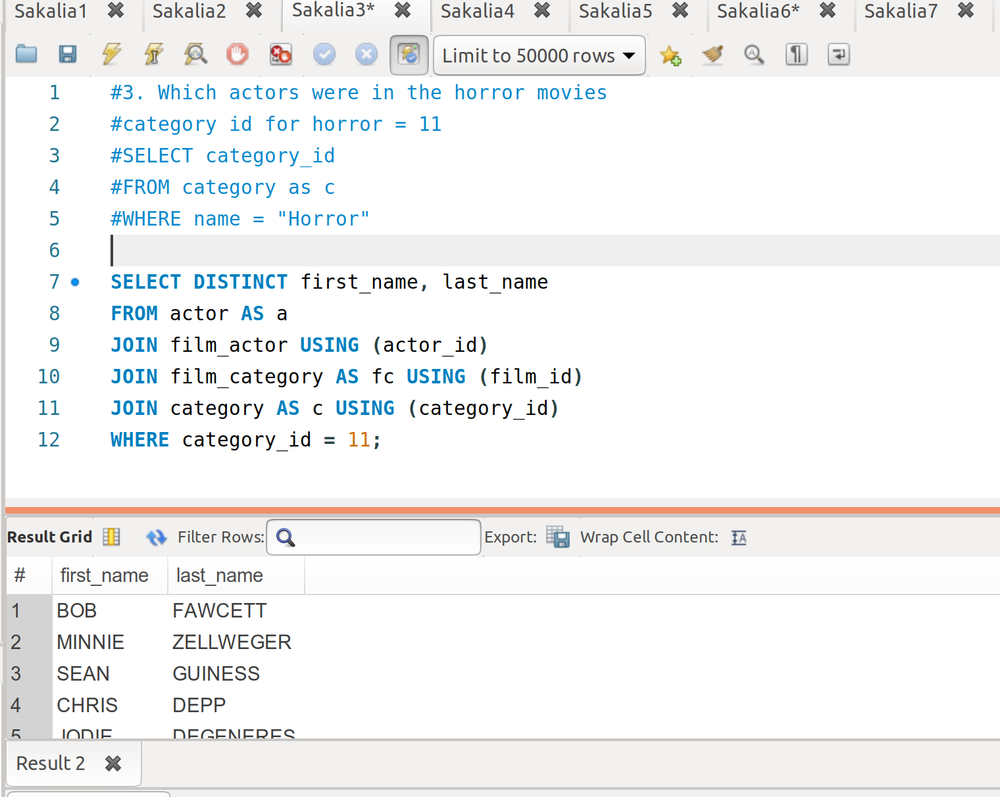 Sakalia1 Sakalia2 Sakalia3* Sakalia4 Sakalia5 Sakalia6* Sakalia7
Limit to 50000 rows
1 #3. Which actors were in the horror movies
2 #category id for horror = 11
3 #SELECT category_id
4 #FROM category as c
5 #WHERE name = "Horror"
6
7 SELECT DISTINCT first_name, last_name
8 FROM actor AS a
9 JOIN film_actor USING (actor_id)
10 JOIN film_category AS fc USING (film_id)
11 JOIN category AS c USING (category_id)
12 WHERE category_id = 11;
Result Grid Filter Rows: Export: Wrap Cell Content:
# first_name last_name
1 BOB FAWCETT
2 MINNIE ZELLWEGER
3 SEAN GUINESS
4 CHRIS DEPP
5 JODIE DEGENERES
Result 2